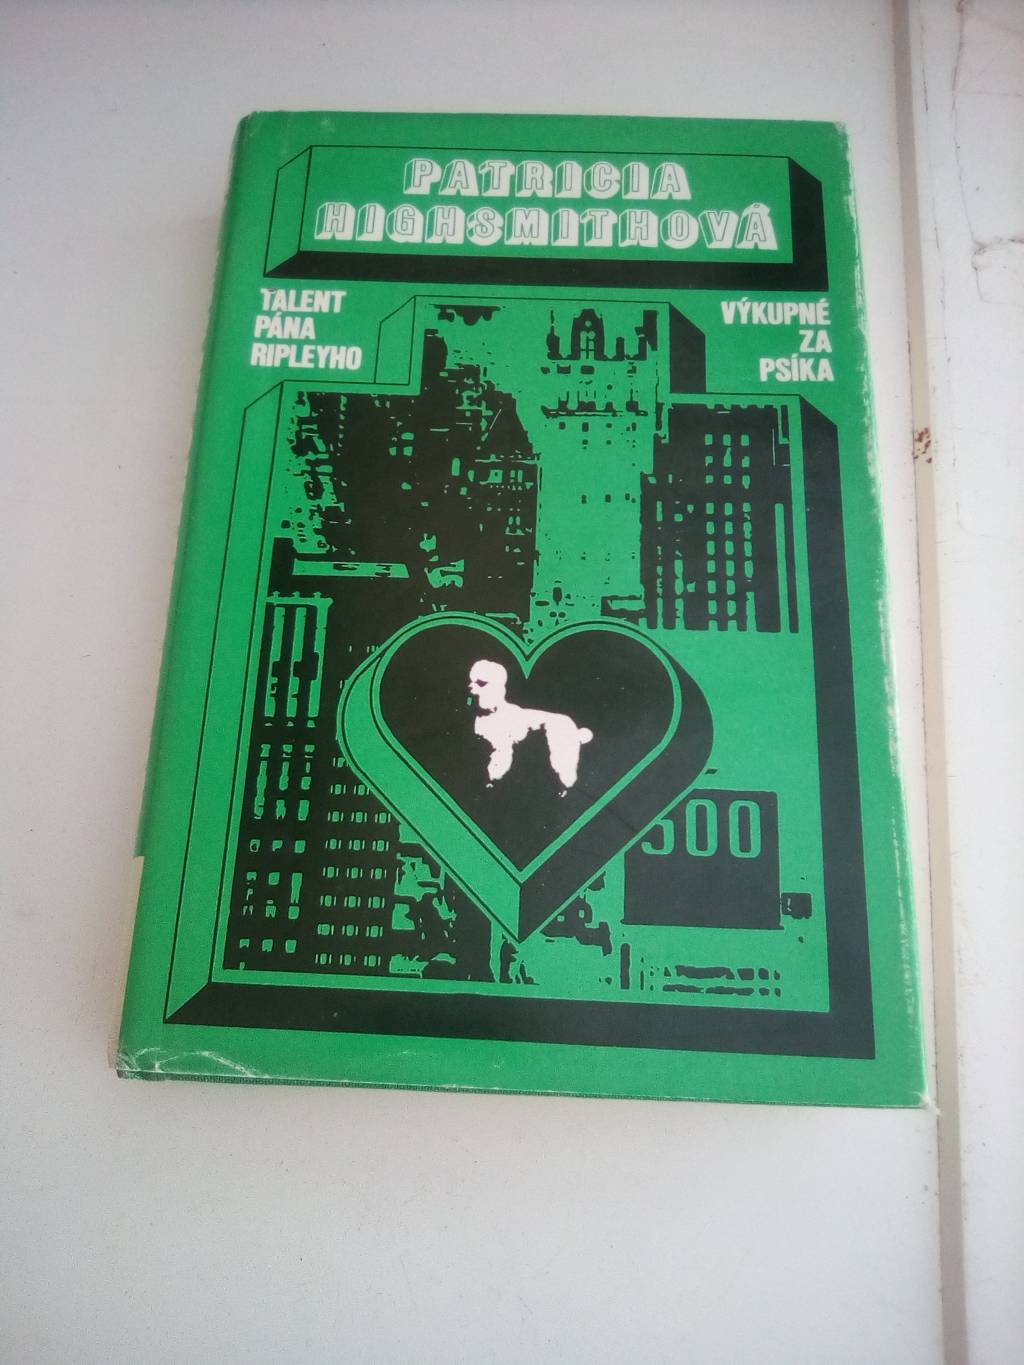 PATRICIA
HIGHSMITHOVÁ
TALENT
PÁNA
RIPLEYHO
VÝKUPNÉ
ZA
PSÍKA
500